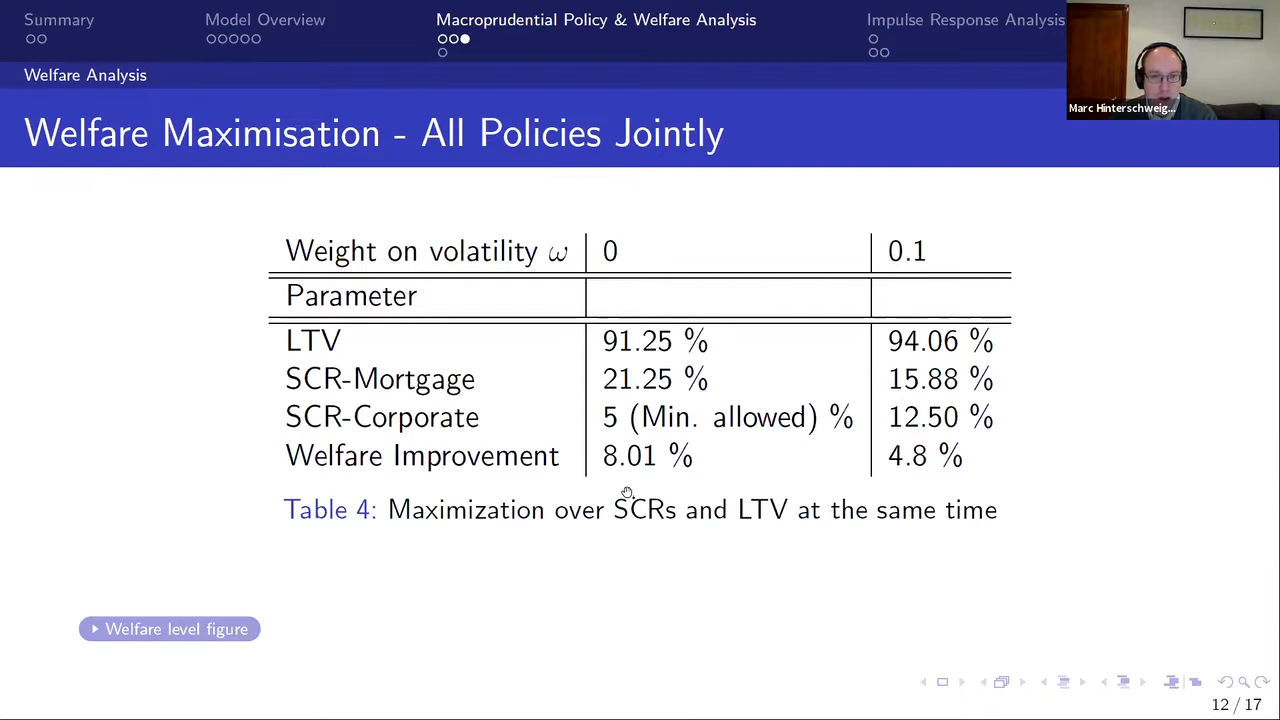 Summary
Model Overview
Macroprudential Policy & Welfare Analysis
Impulse Response Analysis
Marc Hinterschweig...
Welfare Analysis
Welfare Maximisation - All Policies Jointly
Weight on volatility ω 0 0.1
Parameter
LTV 91.25 % 94.06 %
SCR-Mortgage 21.25 % 15.88 %
SCR-Corporate 5 (Min. allowed) % 12.50 %
Welfare Improvement 8.01 % 4.8 %
Table 4: Maximization over SCRs and LTV at the same time
Welfare level figure
12 / 17